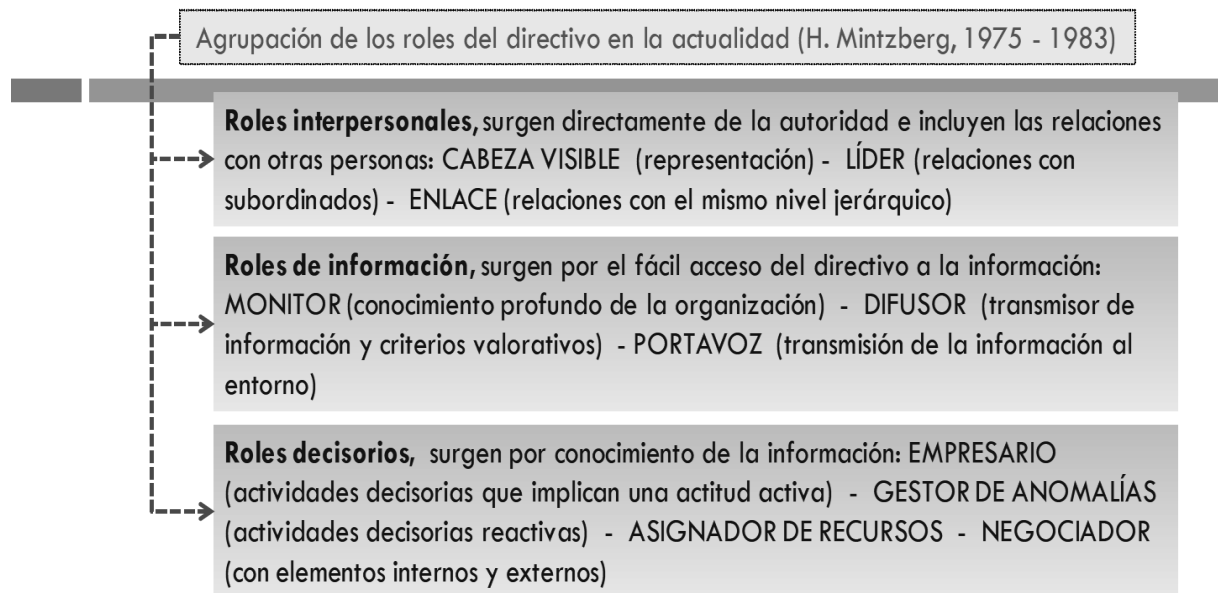 Agrupación de los roles del directivo en la actualidad (H. Mintzberg, 1975 - 1983)
Roles interpersonales, surgen directamente de la autoridad e incluyen las relaciones
con otras personas: CABEZA VISIBLE (representación) - LÍDER (relaciones con
subordinados) - ENLACE (relaciones con el mismo nivel jerárquico)
Roles de información, surgen por el fácil acceso del directivo a la información:
MONITOR (conocimiento profundo de la organización) - DIFUSOR (transmisor de
información y criterios valorativos) - PORTAVOZ (transmisión de la información al
entorno)
Roles decisorios, surgen por conocimiento de la información: EMPRESARIO
(actividades decisorias que implican una actitud activa) - GESTOR DE ANOMALÍAS
(actividades decisorias reactivas) - ASIGNADOR DE RECURSOS - NEGOCIADOR
(con elementos internos y externos)